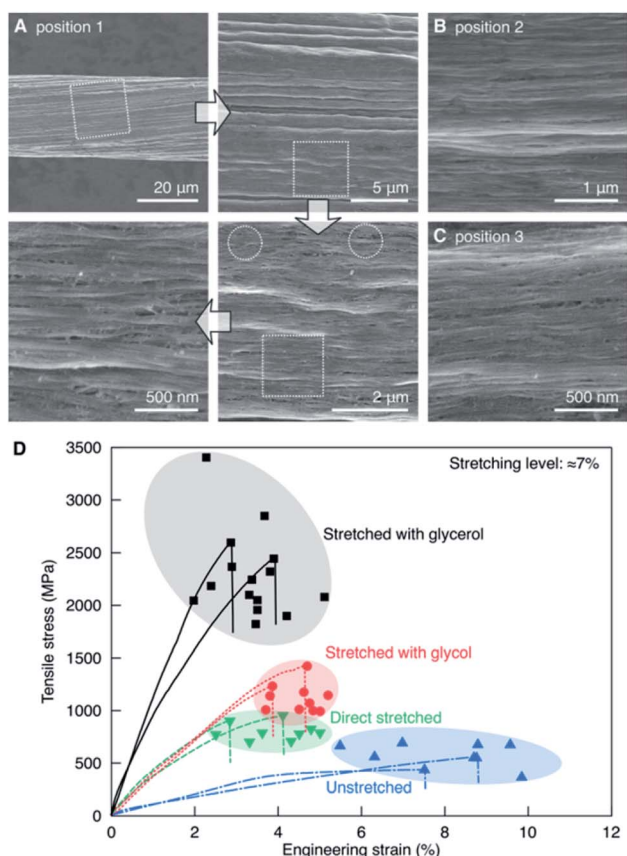 A position 1
20 µm
5 µm
B position 2
1 µm
500 nm
2 µm
C position 3
500 nm
D
Stretching level: ≈7%
Stretched with glycerol
Stretched with glycol
Direct stretched
Unstretched
Tensile stress (MPa)
3500
3000
2500
2000
1500
1000
500
0
0 2 4 6 8 10 12
Engineering strain (%)